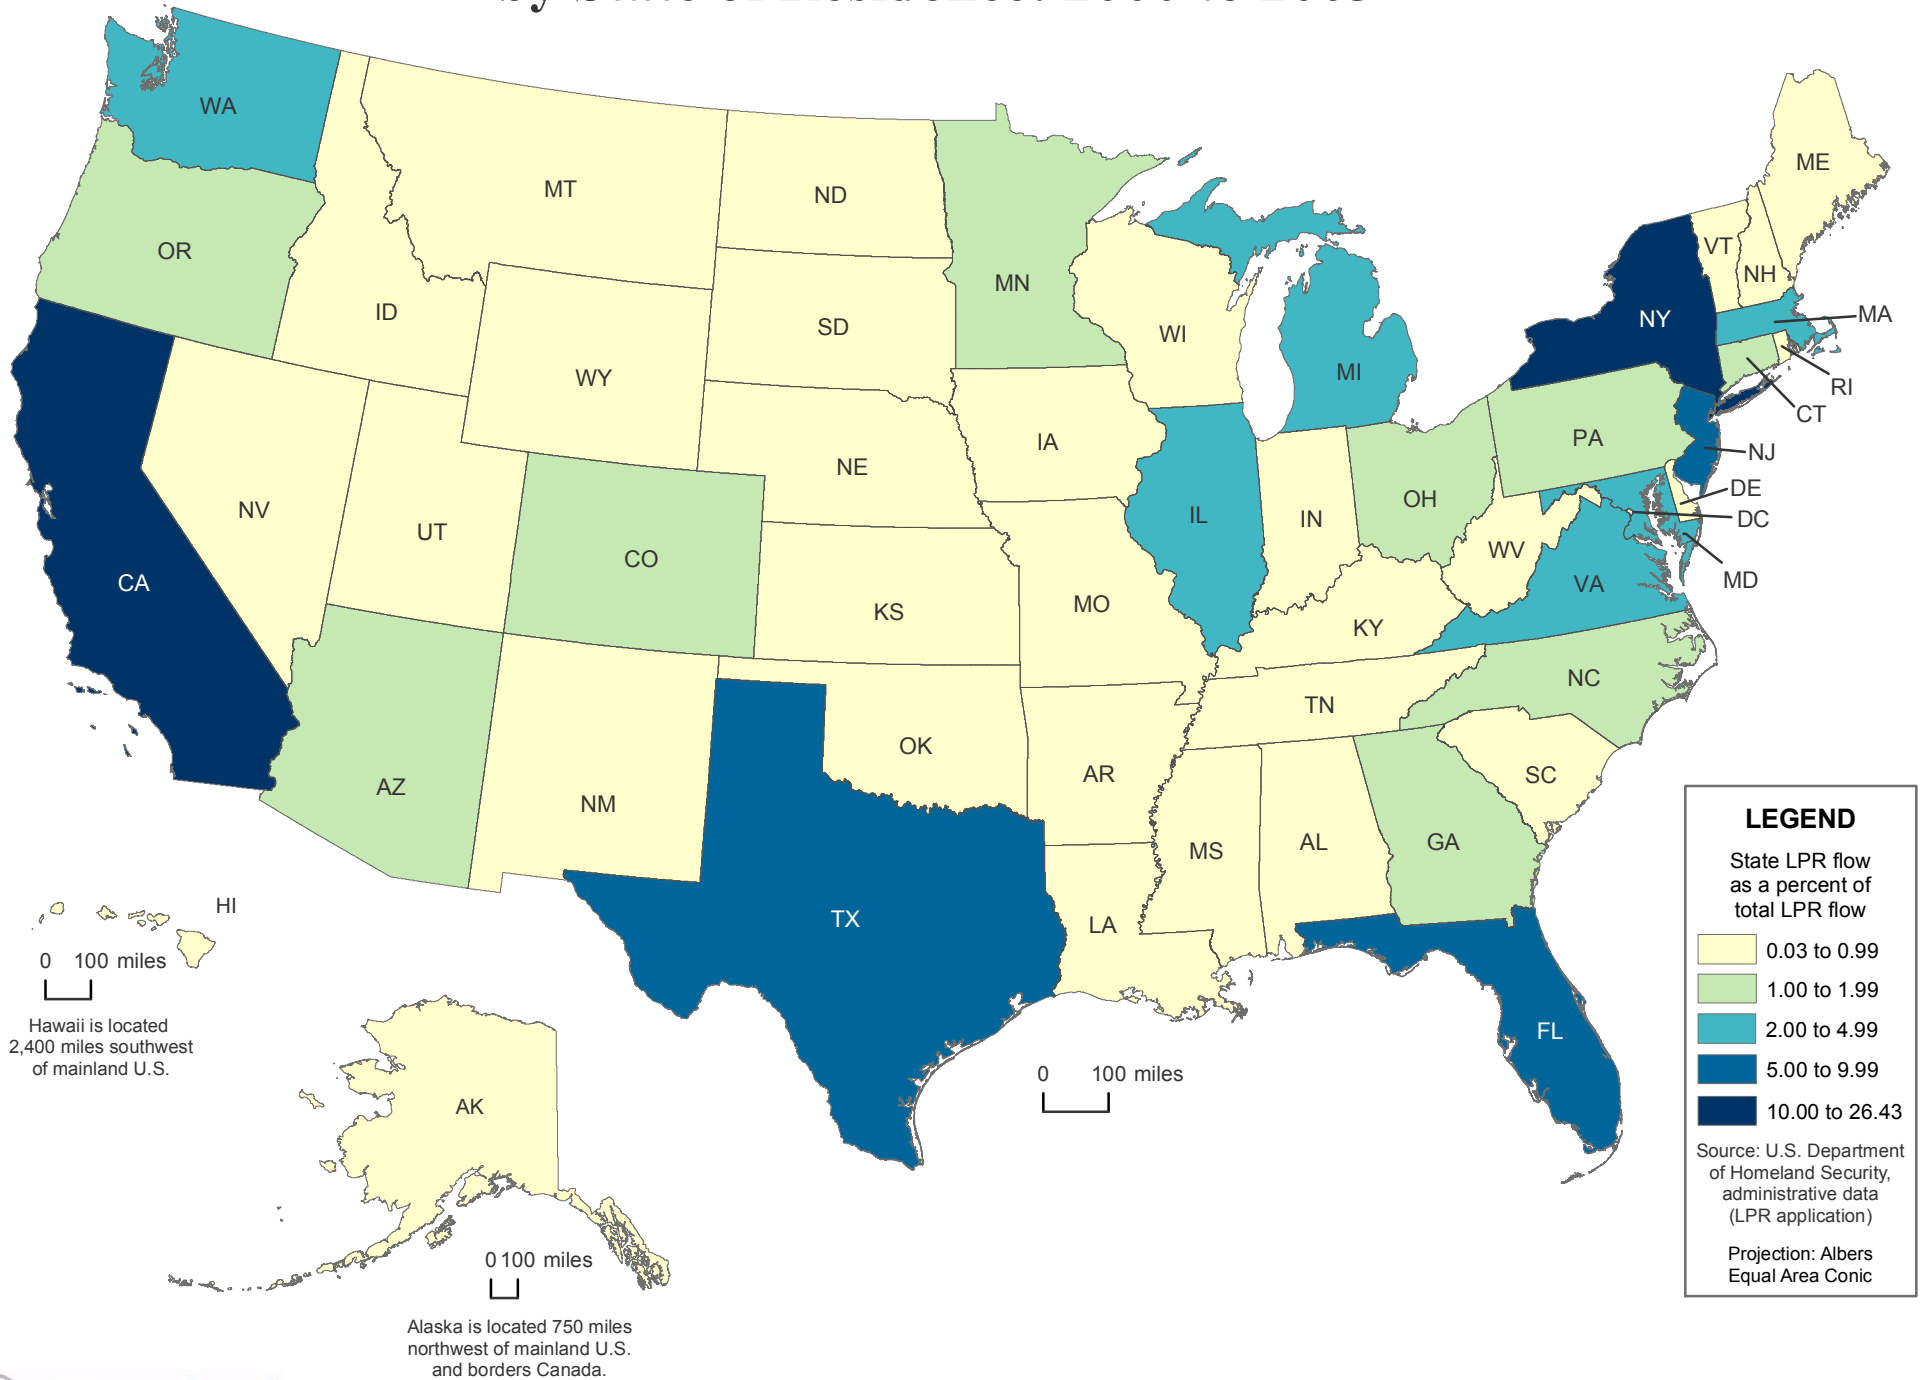 WA
OR
CA
ID
NV
MT
WY
UT
AZ
CO
NM
ND
SD
NE
KS
OK
TX
MN
IA
MO
AR
LA
WI
IL
MI
IN
OH
KY
TN
MS
AL
GA
FL
SC
NC
VA
WV
PA
NY
VT
NH
ME
MA
RI
CT
NJ
DE
DC
MD
HI
0 100 miles
Hawaii is located
2,400 miles southwest
of mainland U.S.
AK
0 100 miles
Alaska is located 750 miles
northwest of mainland U.S.
and borders Canada.
0 100 miles
LEGEND
State LPR flow
as a percent of
total LPR flow
0.03 to 0.99
1.00 to 1.99
2.00 to 4.99
5.00 to 9.99
10.00 to 26.43
Source: U.S. Department
of Homeland Security,
administrative data
(LPR application)
Projection: Albers
Equal Area Conic